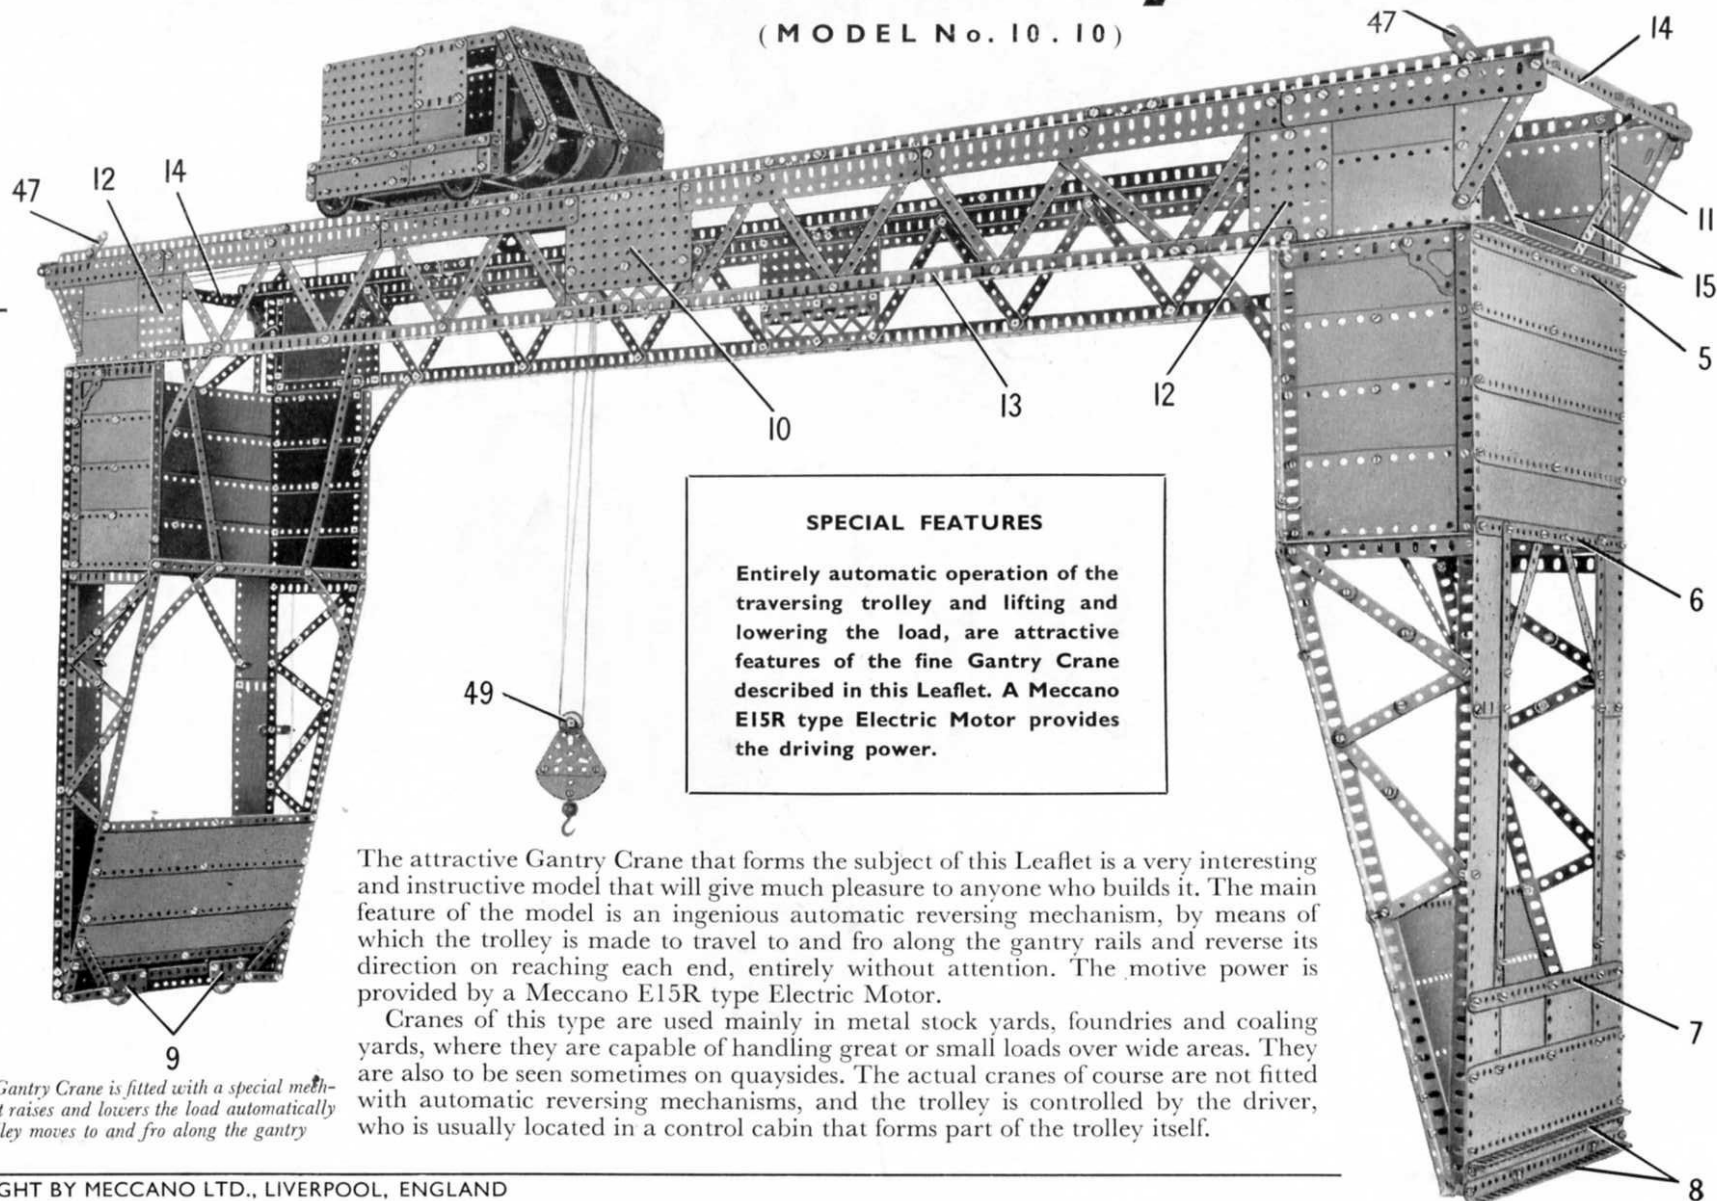 (MODEL No. 10.10)
47
14
47
12
14
11
15
5
12
13
10
SPECIAL FEATURES
Entirely automatic operation of the
traversing trolley and lifting and
lowering the load, are attractive
features of the fine Gantry Crane
described in this Leaflet. A Meccano
E15R type Electric Motor provides
the driving power.
6
49
The attractive Gantry Crane that forms the subject of this Leaflet is a very interesting
and instructive model that will give much pleasure to anyone who builds it. The main
feature of the model is an ingenious automatic reversing mechanism, by means of
which the trolley is made to travel to and fro along the gantry rails and reverse its
direction on reaching each end, entirely without attention. The motive power is
provided by a Meccano E15R type Electric Motor.
Cranes of this type are used mainly in metal stock yards, foundries and coaling
yards, where they are capable of handling great or small loads over wide areas. They
are also to be seen sometimes on quaysides. The actual cranes of course are not fitted
with automatic reversing mechanisms, and the trolley is controlled by the driver,
who is usually located in a control cabin that forms part of the trolley itself.
7
9
Gantry Crane is fitted with a special mech-
t raises and lowers the load automatically
ley moves to and fro along the gantry
8
GHT BY MECCANO LTD., LIVERPOOL, ENGLAND